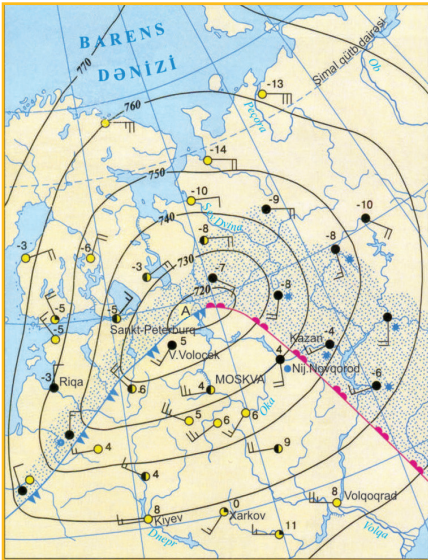 BARENS
DƏNİZİ
770
Şimal qütb dairəsi
Ob
-13
Peçora
760
-14
750
-10
-9
-10
Şm.Dvina
740
-8
-8
-3
-6
730
-3
-7
-8
720
A
-5
-5
Sankt-Peterburq
-5
5
V.Voloçek
Kazan
-4
4
Nij.Novqorod
-3
Riqa
6
4
MOSKVA
-6
5
6
6
Oka
4
9
4
8
Kiyev
0
Xarkov
8
Volqoqrad
11
Dnepr
Volqa